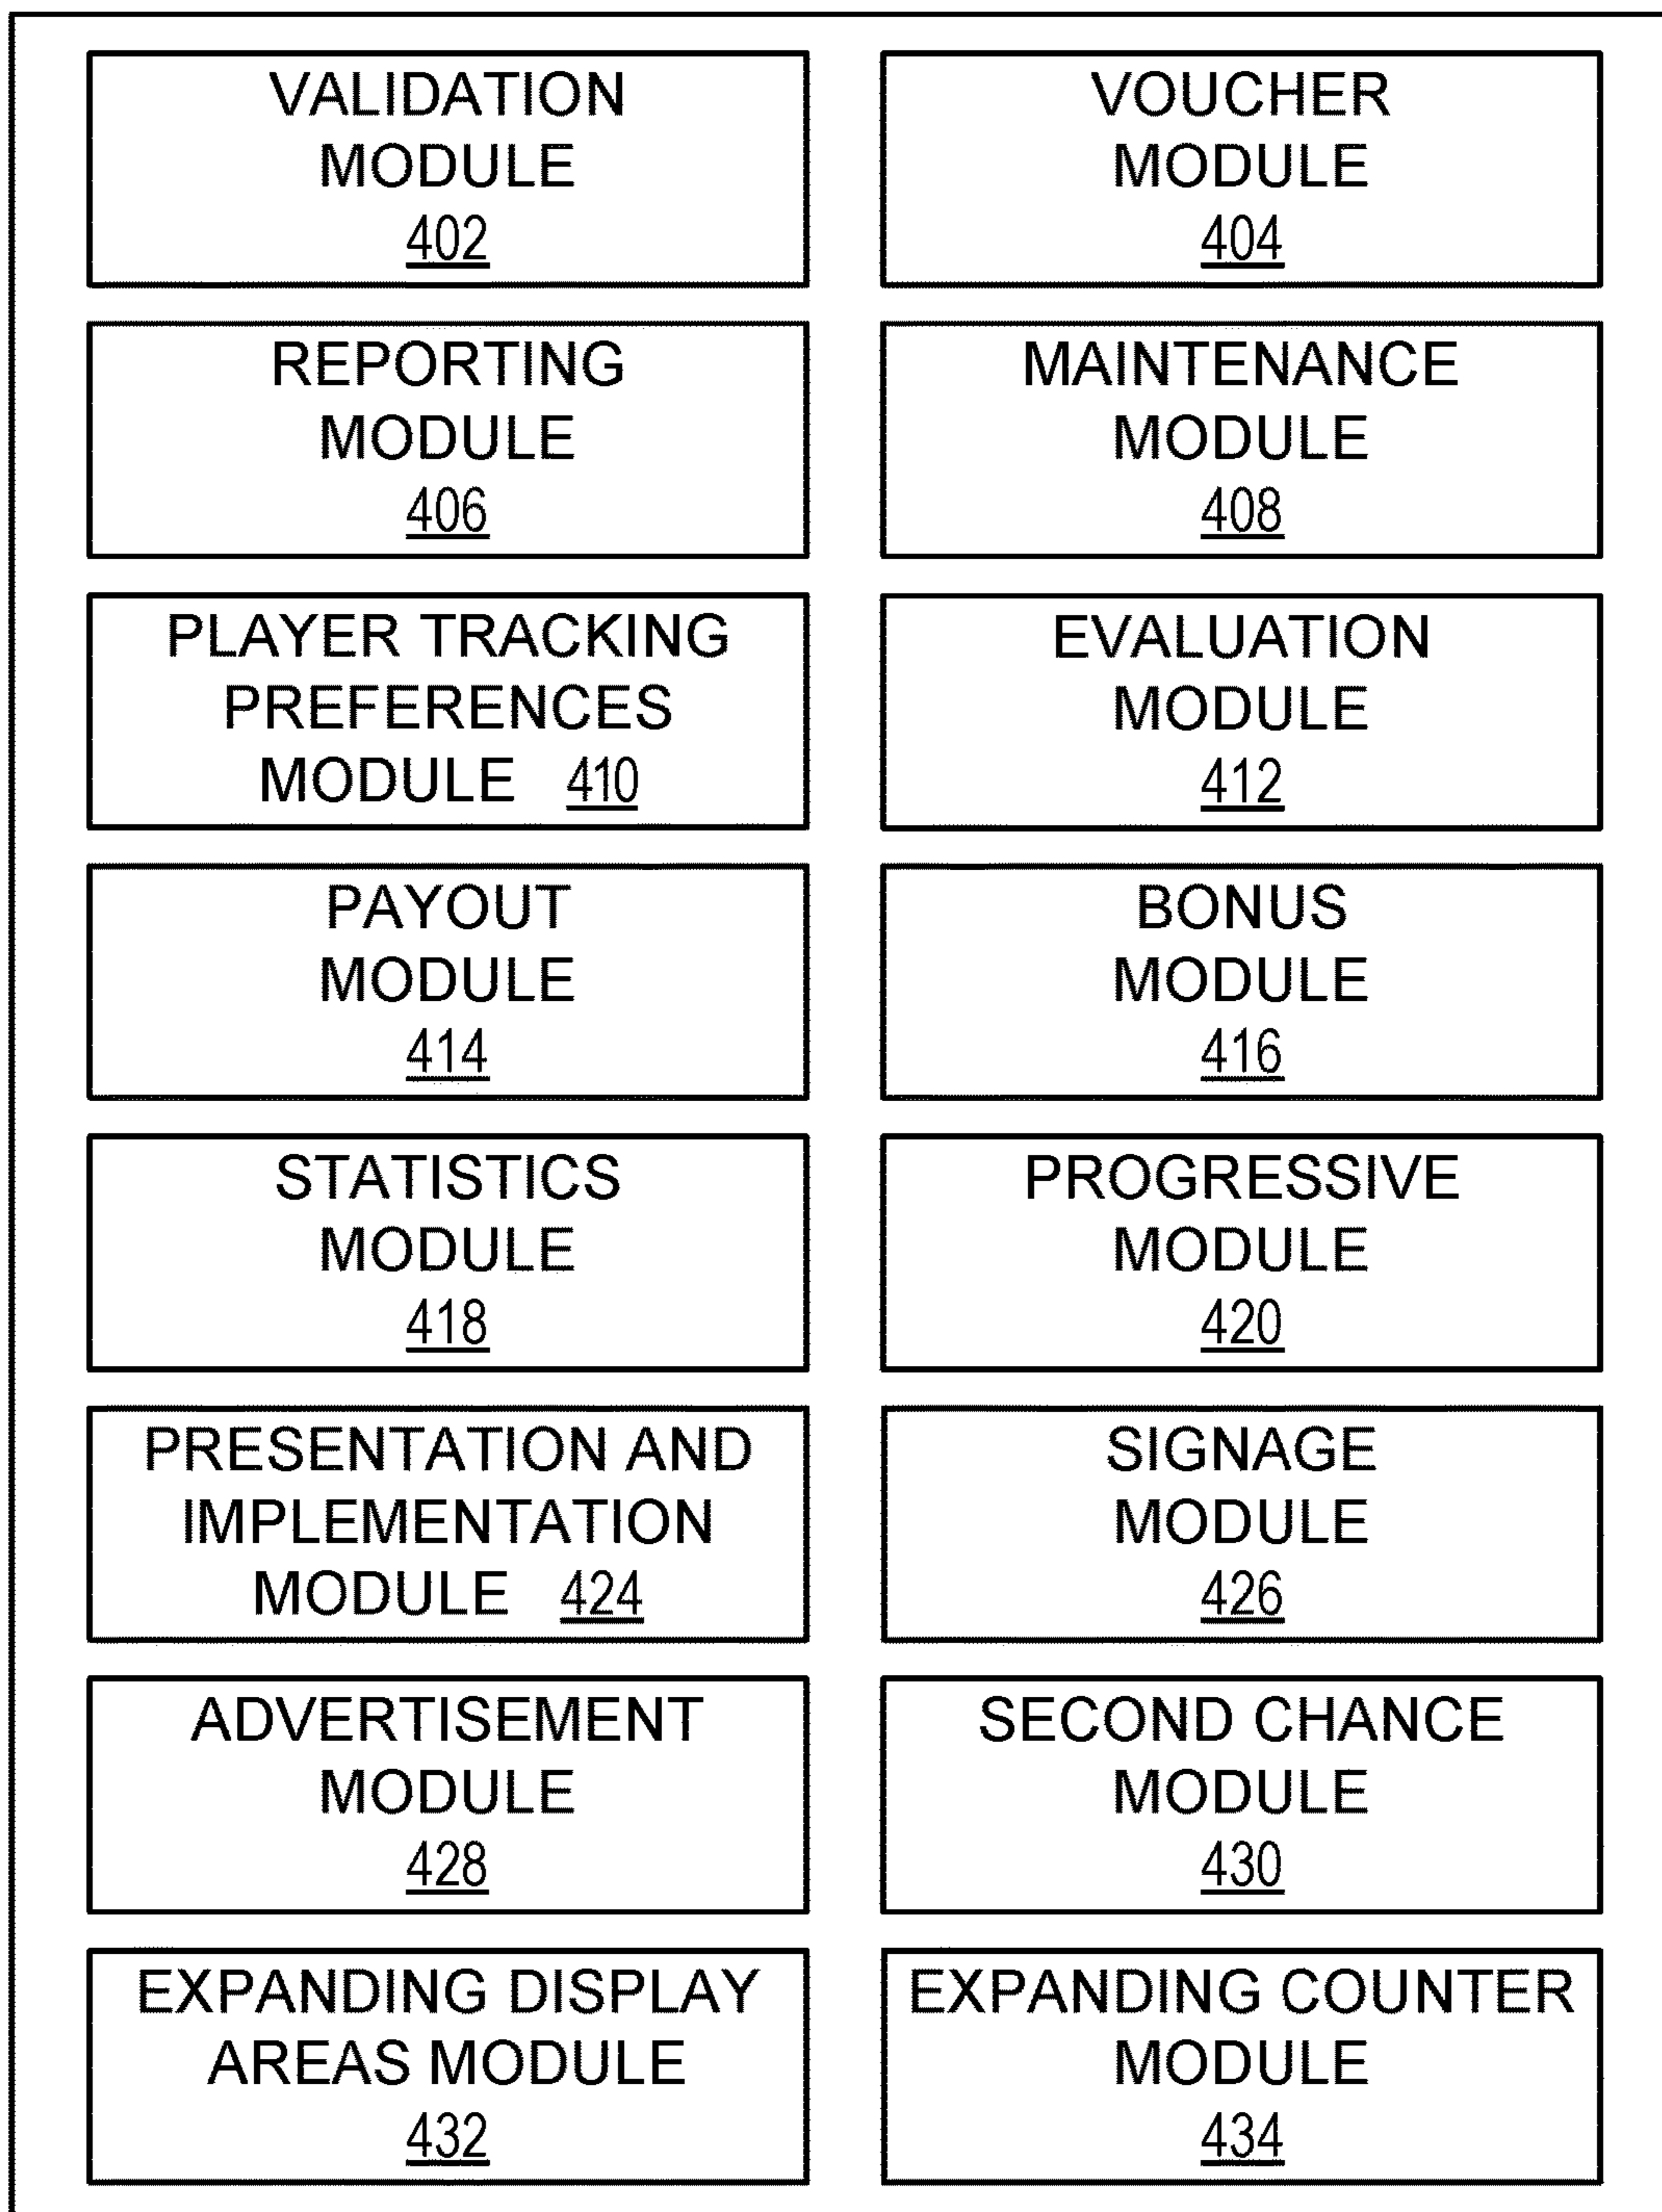 VALIDATION
MODULE
402
VOUCHER
MODULE
404
REPORTING
MODULE
406
MAINTENANCE
MODULE
408
PLAYER TRACKING
PREFERENCES
MODULE 410
EVALUATION
MODULE
412
PAYOUT
MODULE
414
BONUS
MODULE
416
STATISTICS
MODULE
418
PROGRESSIVE
MODULE
420
PRESENTATION AND
IMPLEMENTATION
MODULE 424
SIGNAGE
MODULE
426
ADVERTISEMENT
MODULE
428
SECOND CHANCE
MODULE
430
EXPANDING DISPLAY
AREAS MODULE
432
EXPANDING COUNTER
MODULE
434